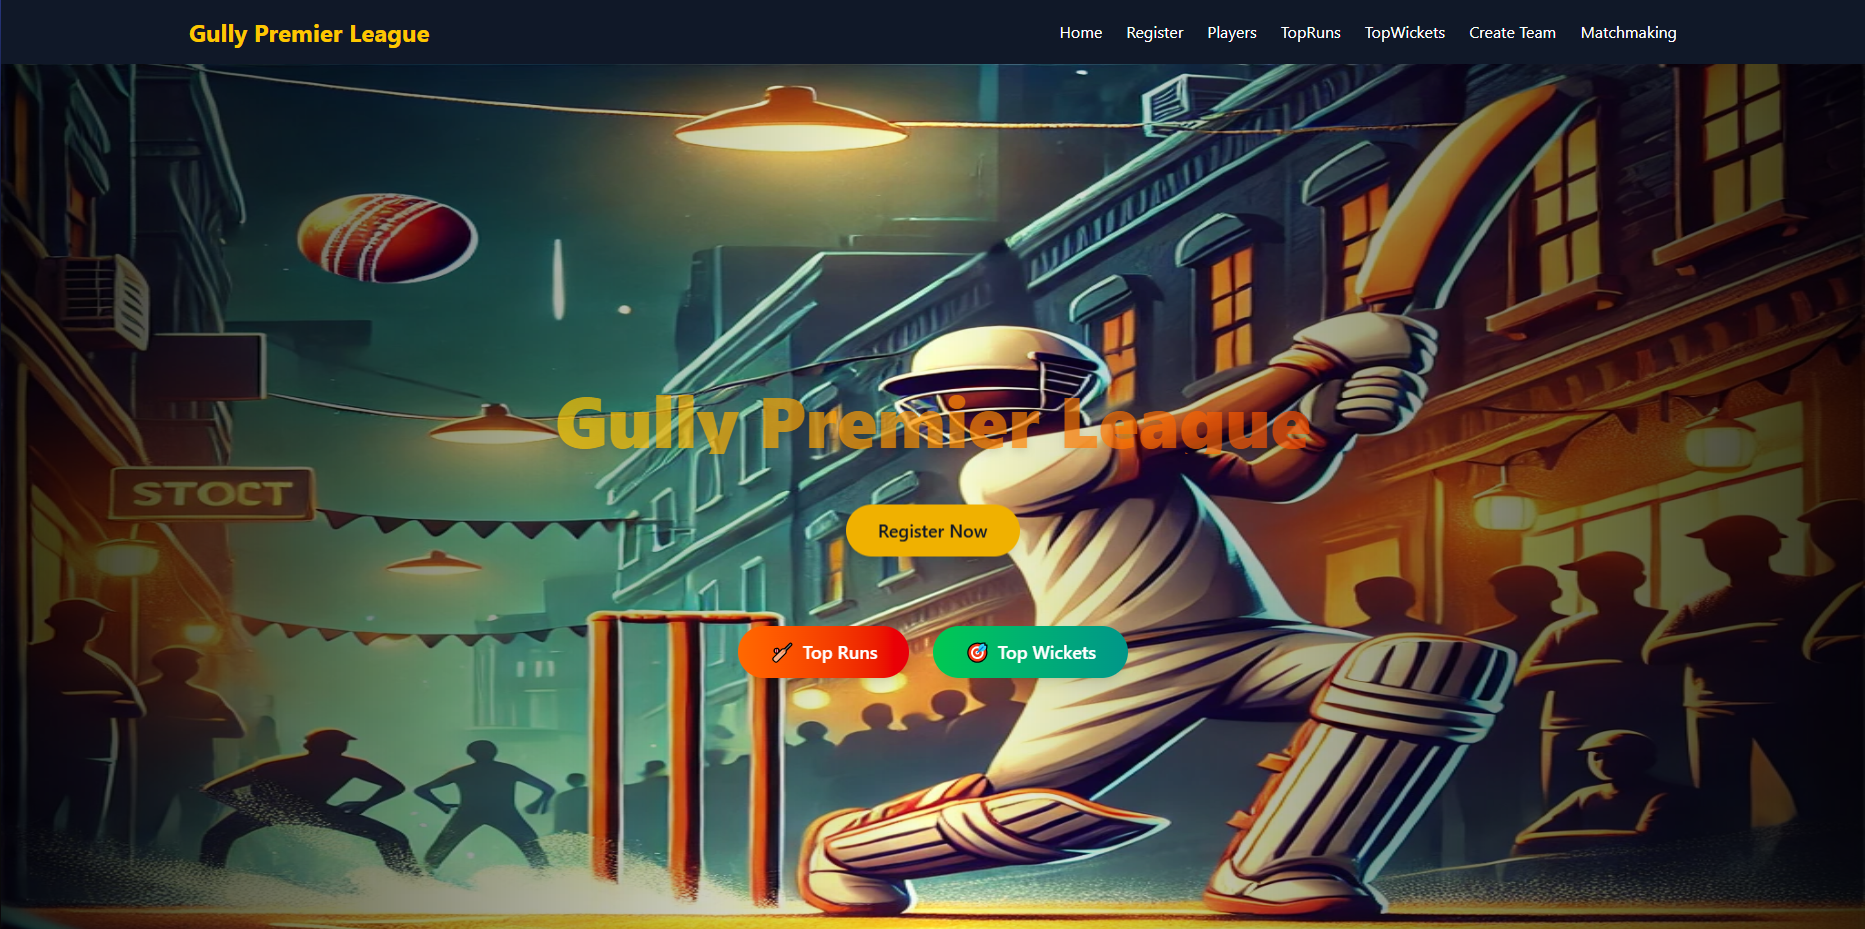 Gully Premier League
Home Register Players TopRuns TopWickets Create Team Matchmaking
Gully Premier League
STOCT
Register Now
Top Runs Top Wickets